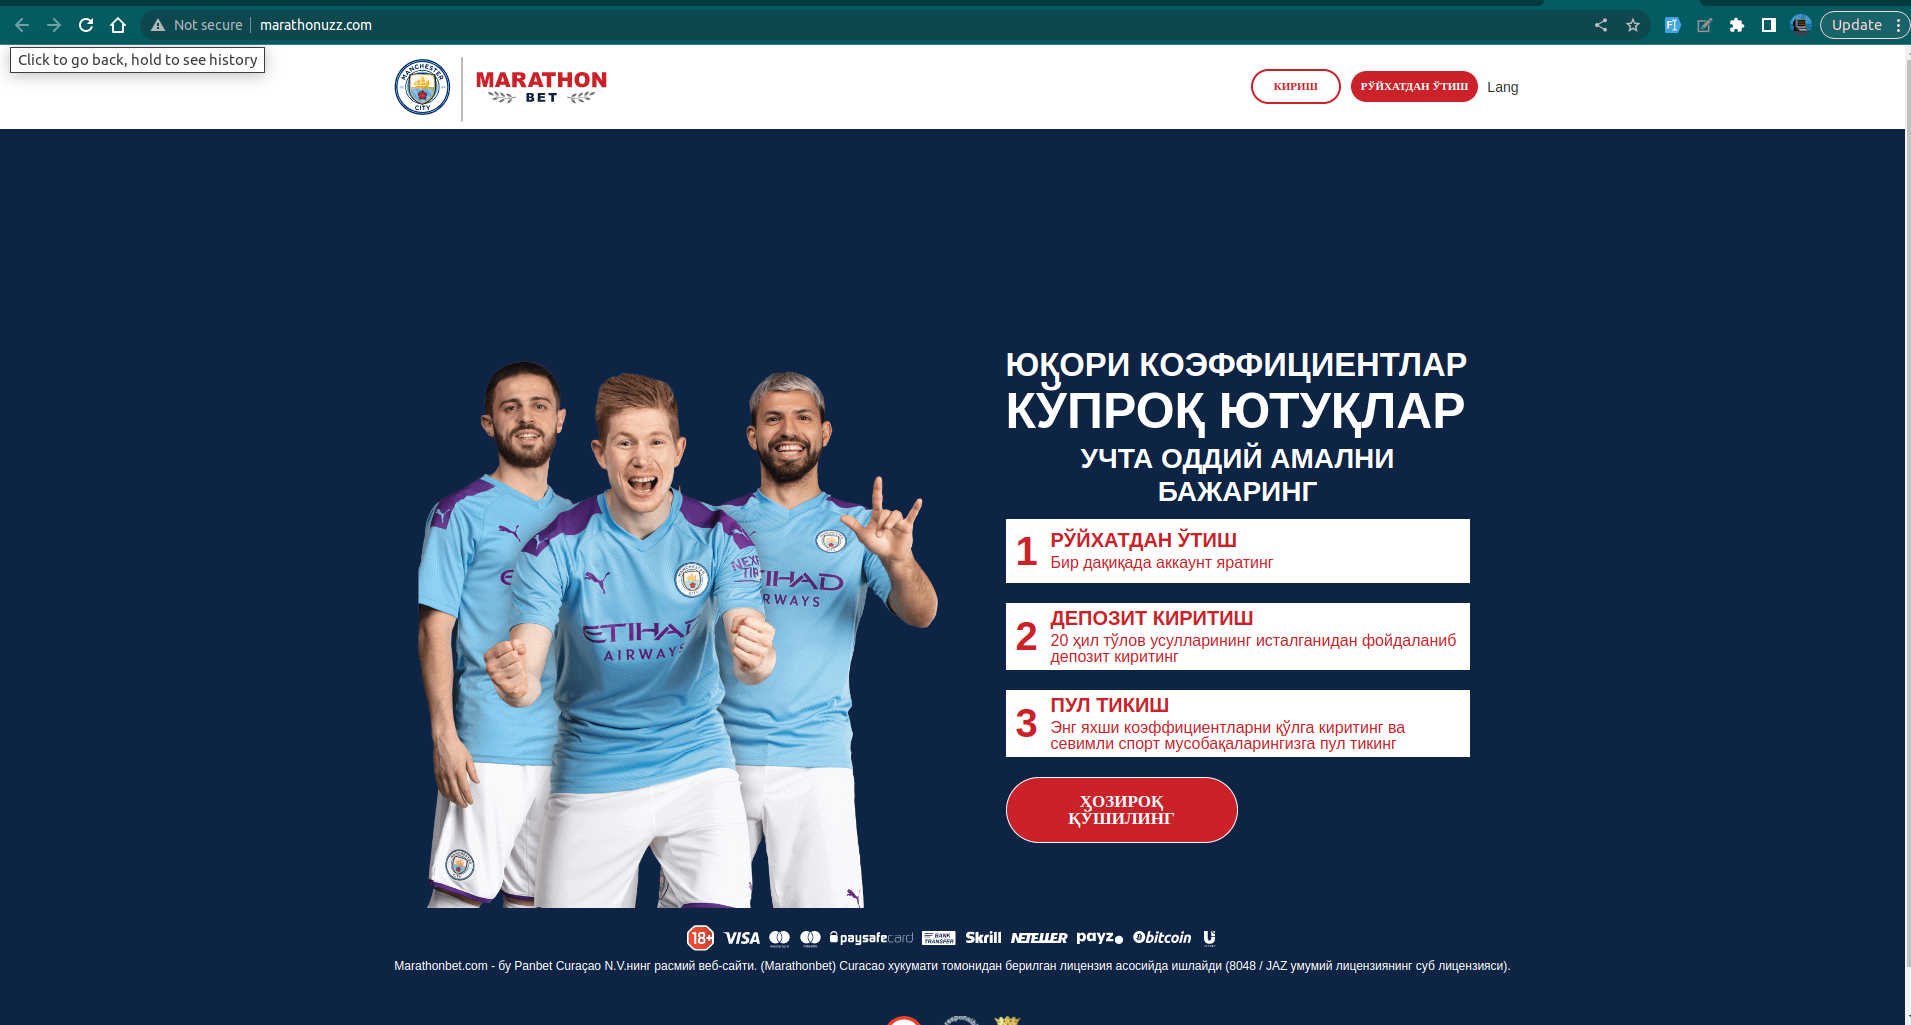 Not secure
marathonuzz.com
Update
Click to go back, hold to see history
MANCHESTER
CITY
MARATHON
BET
КИРИШ
РЎЙХАТДАН ЎТИШ
Lang
ЮҚОРИ КОЭФФИЦИЕНТЛАР
КЎПРОҚ ЮТУҚЛАР
УЧТА ОДДИЙ АМАЛНИ
БАЖАРИНГ
1
РЎЙХАТДАН ЎТИШ
Бир дақиқада аккаунт яратинг
2
ДЕПОЗИТ КИРИТИШ
20 ҳил тўлов усулларининг исталганидан фойдаланиб
депозит киритинг
3
ПУЛ ТИКИШ
Энг яхши коэффициентларни қўлга киритинг ва
севимли спорт мусобақаларингизга пул тикинг
ҲОЗИРОҚ
ҚЎШИЛИНГ
ETIHAD
AIRWAYS
18+ VISA paysafecard BANK TRANSFER Skrill NETELLER payz bitcoin
Marathonbet.com - бу Panbet Curaçao N.V.нинг расмий веб-сайти. (Marathonbet) Curacao хукумати томонидан берилган лицензия асосийда ишлайди (8048 / JAZ умумий лицензиянинг суб лицензияси).